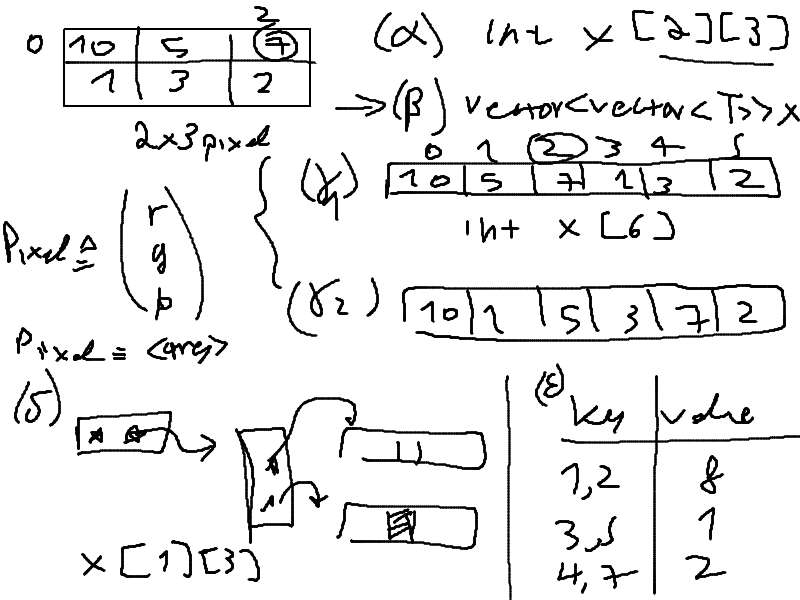 2
0 10 5 7
1 3 2
2x3 pixel
(α) int x [2][3]
→ (β) vector<vector<T>> x
0 1 2 3 4 5
(γ1) 10 5 7 1 3 2
int x [6]
(γ2) 10 1 5 3 7 2
Pixel ≙ (r g b)
Pixel ≡ <grey>
(δ)
x [1][3]
(ε) key value
1,2 8
3,5 1
4,7 2